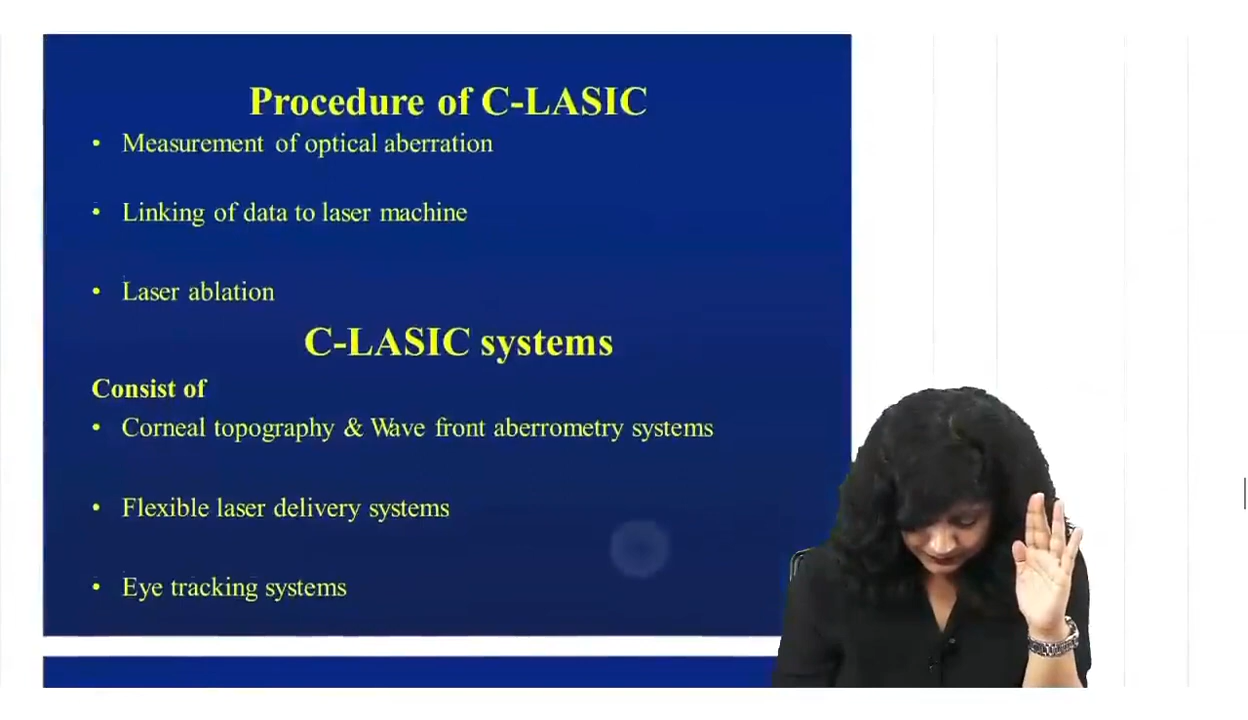 Procedure of C-LASIC
• Measurement of optical aberration
• Linking of data to laser machine
• Laser ablation
C-LASIC systems
Consist of
• Corneal topography & Wave front aberrometry systems
• Flexible laser delivery systems
• Eye tracking systems